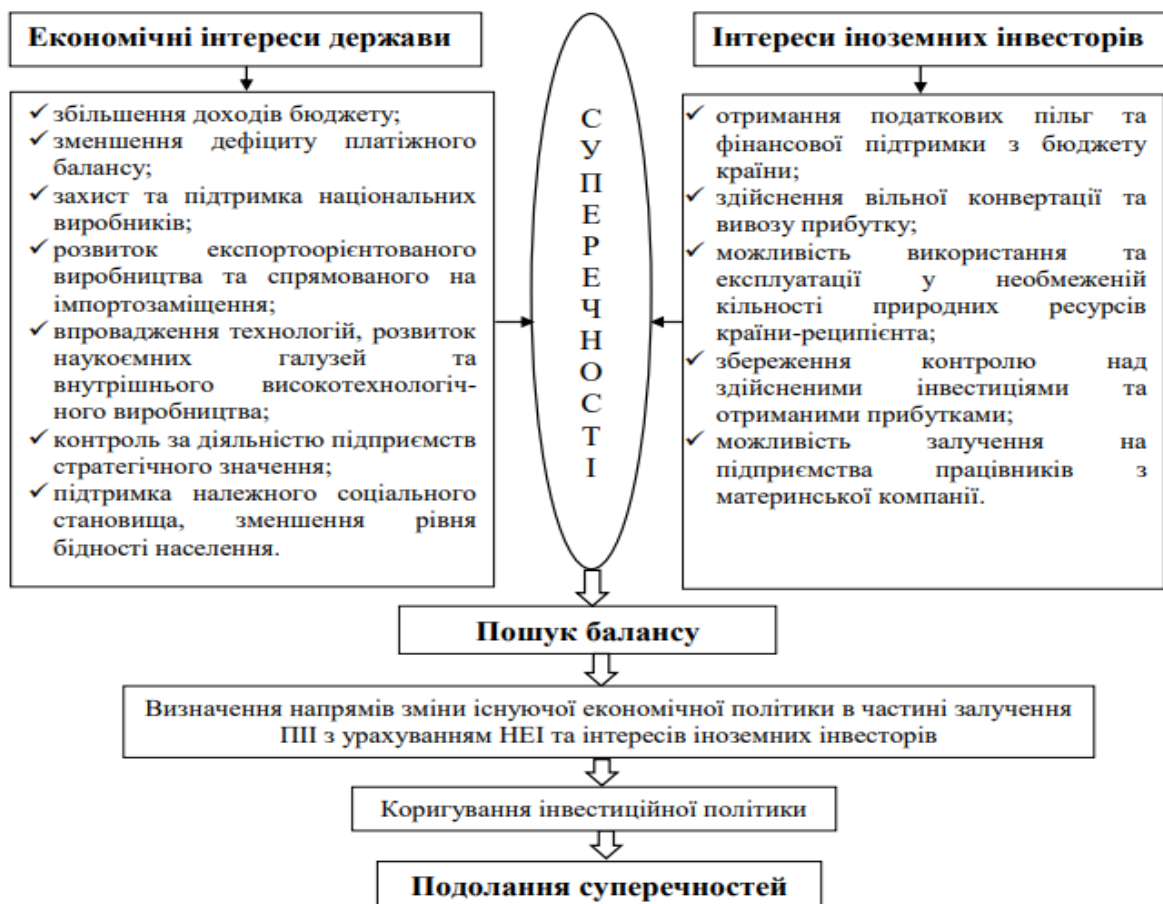 Економічні інтереси держави
збільшення доходів бюджету;
зменшення дефіциту платіжного
балансу;
захист та підтримка національних
виробників;
розвиток експортоорієнтованого
виробництва та спрямованого на
імпортозаміщення;
впровадження технологій, розвиток
наукоємних галузей та
внутрішнього високотехнологіч-
ного виробництва;
контроль за діяльністю підприємств
стратегічного значення;
підтримка належного соціального
становища, зменшення рівня
бідності населення.
С
У
П
Е
Р
Е
Ч
Н
О
С
Т
І
Інтереси іноземних інвесторів
отримання податкових пільг та
фінансової підтримки з бюджету
країни;
здійснення вільної конвертації та
вивозу прибутку;
можливість використання та
експлуатації у необмеженій
кільності природних ресурсів
країни-реципієнта;
збереження контролю над
здійсненими інвестиціями та
отриманими прибутками;
можливість залучення на
підприємства працівників з
материнської компанії.
Пошук балансу
Визначення напрямів зміни існуючої економічної політики в частині залучення
ПІІ з урахуванням НЕІ та інтересів іноземних інвесторів
Коригування інвестиційної політики
Подолання суперечностей